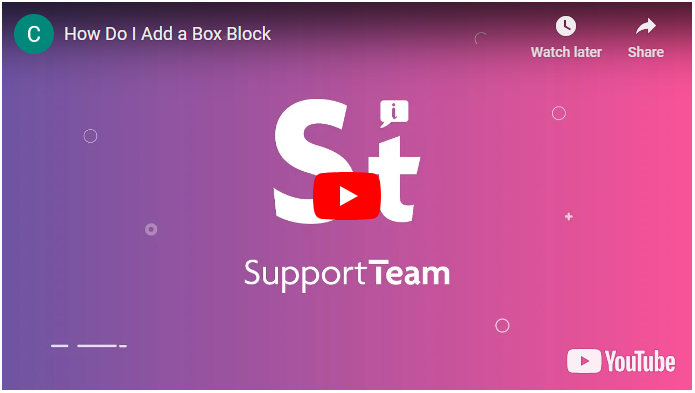 C
How Do I Add a Box Block
Watch later
Share
St
i
SupportTeam
YouTube